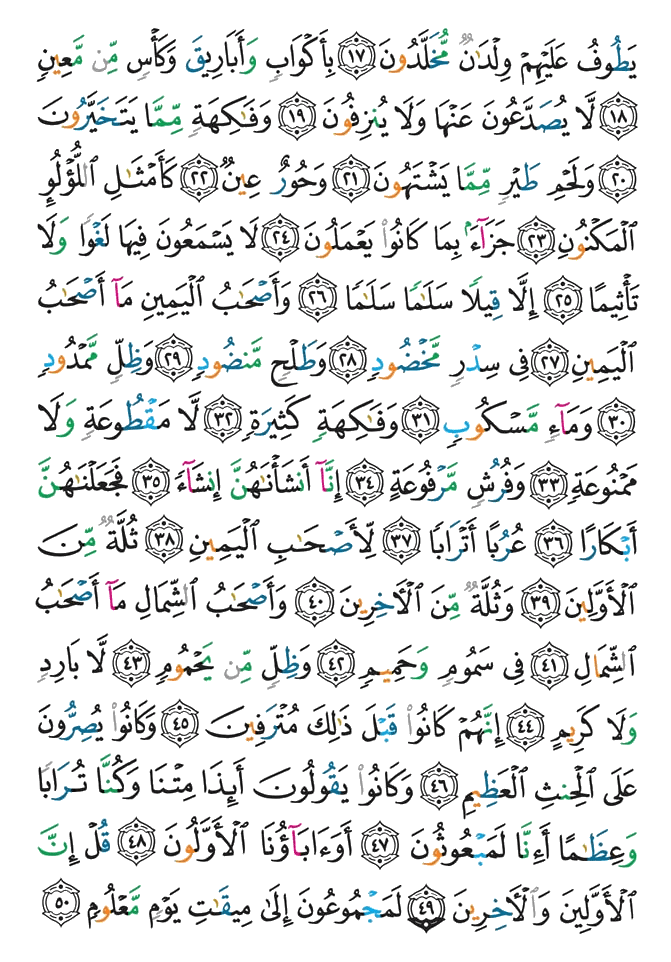 يَطُوفُ عَلَيْهِمْ وِلْدَٰنٌ مُّخَلَّدُونَ ١٧ بِأَكْوَابٍ وَأَبَارِيقَ وَكَأْسٍ مِّن مَّعِينٍ
١٨ لَّا يُصَدَّعُونَ عَنْهَا وَلَا يُنزِفُونَ ١٩ وَفَٰكِهَةٍ مِّمَّا يَتَخَيَّرُونَ
٢٠ وَلَحْمِ طَيْرٍ مِّمَّا يَشْتَهُونَ ٢١ وَحُورٌ عِينٌ ٢٢ كَأَمْثَٰلِ ٱللُّؤْلُوِٕ
ٱلْمَكْنُونِ ٢٣ جَزَآءًۢ بِمَا كَانُوا۟ يَعْمَلُونَ ٢٤ لَا يَسْمَعُونَ فِيهَا لَغْوًا وَلَا
تَأْثِيمًا ٢٥ إِلَّا قِيلًا سَلَٰمًا سَلَٰمًا ٢٦ وَأَصْحَٰبُ ٱلْيَمِينِ مَآ أَصْحَٰبُ
ٱلْيَمِينِ ٢٧ فِى سِدْرٍ مَّخْضُودٍ ٢٨ وَطَلْحٍ مَّنضُودٍ ٢٩ وَظِلٍّ مَّمْدُودٍ
٣٠ وَمَآءٍ مَّسْكُوبٍ ٣١ وَفَٰكِهَةٍ كَثِيرَةٍ ٣٢ لَّا مَقْطُوعَةٍ وَلَا
مَمْنُوعَةٍ ٣٣ وَفُرُشٍ مَّرْفُوعَةٍ ٣٤ إِنَّآ أَنشَأْنَٰهُنَّ إِنشَآءً ٣٥ فَجَعَلْنَٰهُنَّ
أَبْكَارًا ٣٦ عُرُبًا أَتْرَابًا ٣٧ لِّأَصْحَٰبِ ٱلْيَمِينِ ٣٨ ثُلَّةٌ مِّنَ
ٱلْأَوَّلِينَ ٣٩ وَثُلَّةٌ مِّنَ ٱلْءَاخِرِينَ ٤٠ وَأَصْحَٰبُ ٱلشِّمَالِ مَآ أَصْحَٰبُ
ٱلشِّمَالِ ٤١ فِى سَمُومٍ وَحَمِيمٍ ٤٢ وَظِلٍّ مِّن يَحْمُومٍ ٤٣ لَّا بَارِدٍ
وَلَا كَرِيمٍ ٤٤ إِنَّهُمْ كَانُوا۟ قَبْلَ ذَٰلِكَ مُتْرَفِينَ ٤٥ وَكَانُوا۟ يُصِرُّونَ
عَلَى ٱلْحِنثِ ٱلْعَظِيمِ ٤٦ وَكَانُوا۟ يَقُولُونَ أَئِذَا مِتْنَا وَكُنَّا تُرَابًا
وَعِظَٰمًا أَءِنَّا لَمَبْعُوثُونَ ٤٧ أَوَءَابَآؤُنَا ٱلْأَوَّلُونَ ٤٨ قُلْ إِنَّ
ٱلْأَوَّلِينَ وَٱلْءَاخِرِينَ ٤٩ لَمَجْمُوعُونَ إِلَىٰ مِيقَٰتِ يَوْمٍ مَّعْلُومٍ ٥٠